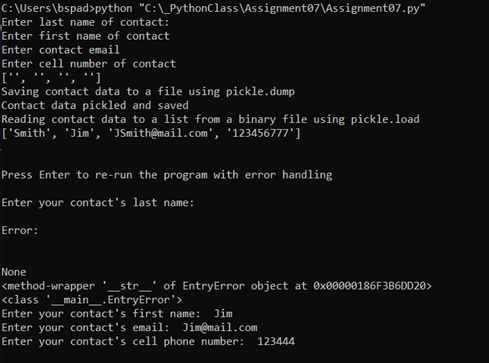 C:\Users\bspad>python "C:\_PythonClass\Assignment07\Assignment07.py"
Enter last name of contact:
Enter first name of contact
Enter contact email
Enter cell number of contact
['', '', '', '']
Saving contact data to a file using pickle.dump
Contact data pickled and saved
Reading contact data to a list from a binary file using pickle.load
['Smith', 'Jim', 'JSmith@mail.com', '123456777']
Press Enter to re-run the program with error handling
Enter your contact's last name:
Error:
None
<method-wrapper '__str__' of EntryError object at 0x00000186F3B6DD20>
<class '__main__.EntryError'>
Enter your contact's first name:  Jim
Enter your contact's email:  Jim@mail.com
Enter your contact's cell phone number:  123444